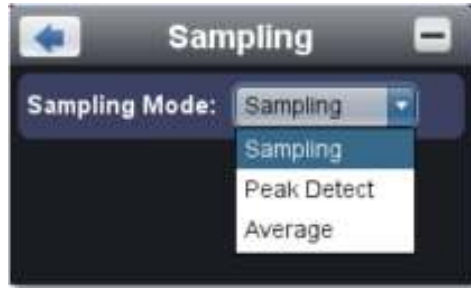 Sampling
Sampling Mode: Sampling
Sampling
Peak Detect
Average